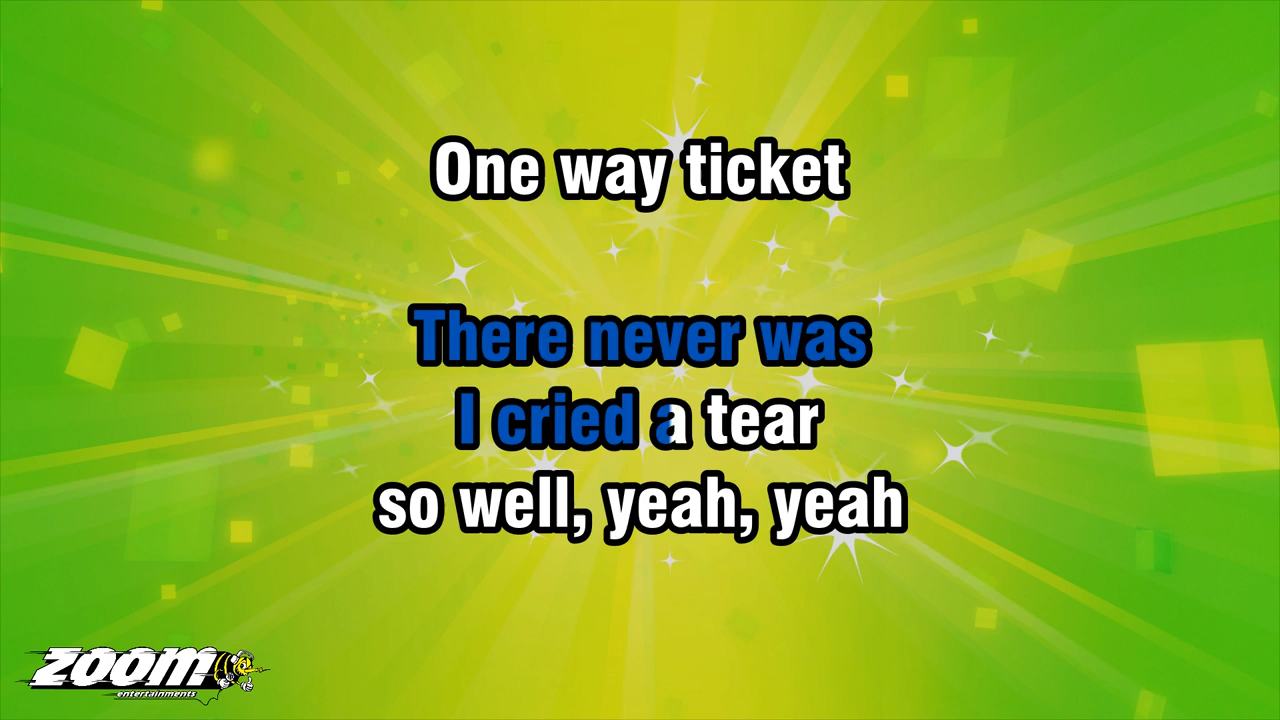 One way ticket
There never was
I cried a tear
so well, yeah, yeah
zoom
entertainments